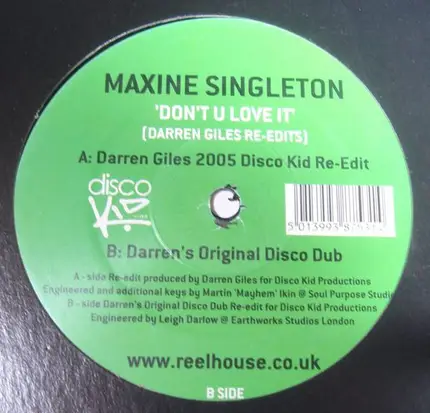 MAXINE SINGLETON
'DON'T U LOVE IT'
(DARREN GILES RE-EDITS)
A: Darren Giles 2005 Disco Kid Re-Edit
disco
KID
B: Darren's Original Disco Dub
A - side Re-edit produced by Darren Giles for Disco Kid Productions
Engineered and additional keys by Martin 'Mayhem' Ikin @ Soul Purpose Studio
B - side Darren's Original Disco Dub Re-edit for Disco Kid Productions
Engineered by Leigh Darlow @ Earthworks Studios London
www.reelhouse.co.uk
B SIDE